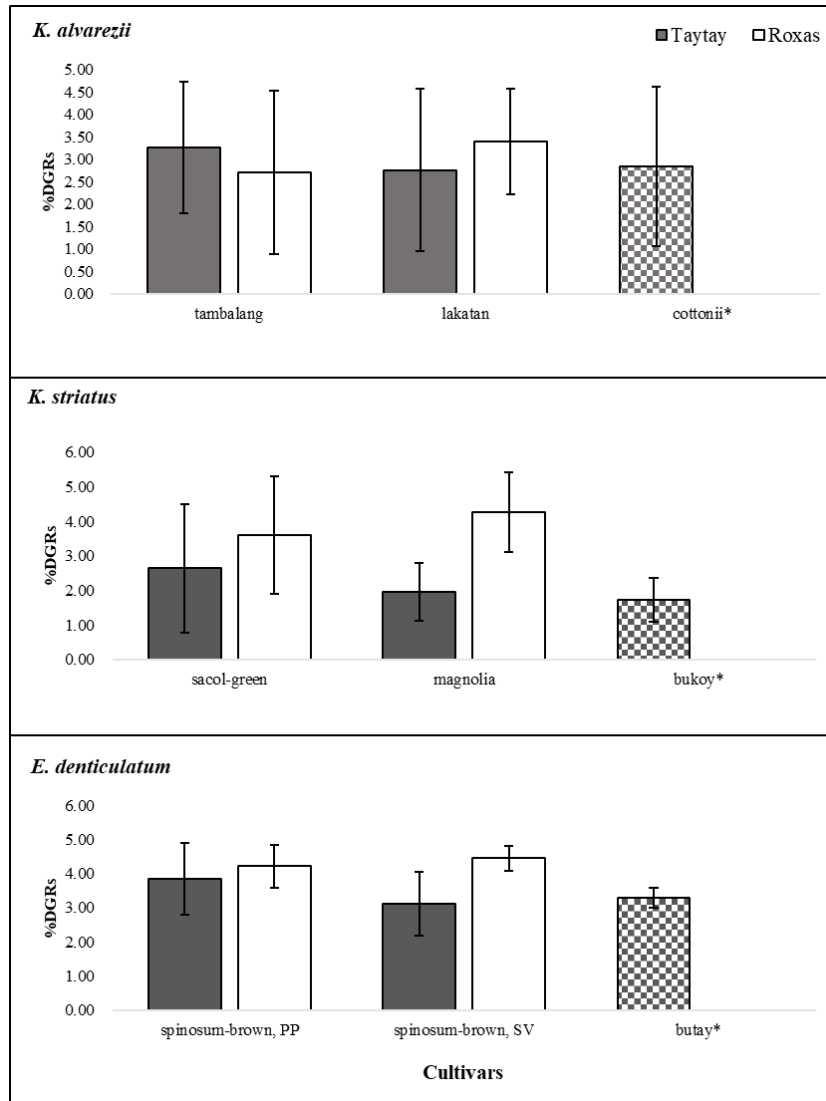 K. alvarezii
Taytay Roxas
5.00
4.50
4.00
3.50
3.00
2.50
2.00
1.50
1.00
0.50
0.00
%DGRs
tambalang lakatan cottonii*
K. striatus
6.00
5.00
4.00
3.00
2.00
1.00
0.00
%DGRs
sacol-green magnolia bukoy*
E. denticulatum
6.00
5.00
4.00
3.00
2.00
1.00
0.00
%DGRs
spinosum-brown, PP spinosum-brown, SV butay*
Cultivars